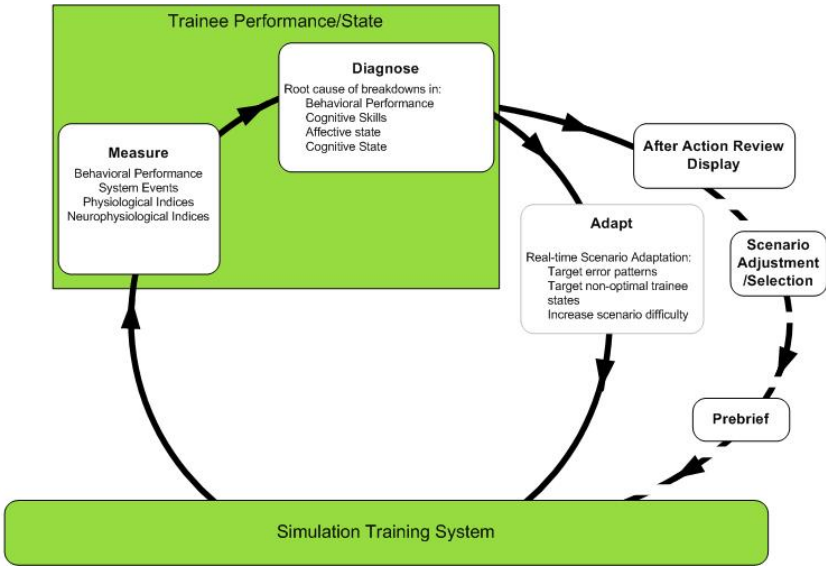 Trainee Performance/State
Diagnose
Root cause of breakdowns in:
Behavioral Performance
Cognitive Skills
Affective state
Cognitive State
Measure
Behavioral Performance
System Events
Physiological Indices
Neurophysiological Indices
After Action Review
Display
Adapt
Real-time Scenario Adaptation:
Target error patterns
Target non-optimal trainee
states
Increase scenario difficulty
Scenario
Adjustment
/Selection
Prebrief
Simulation Training System